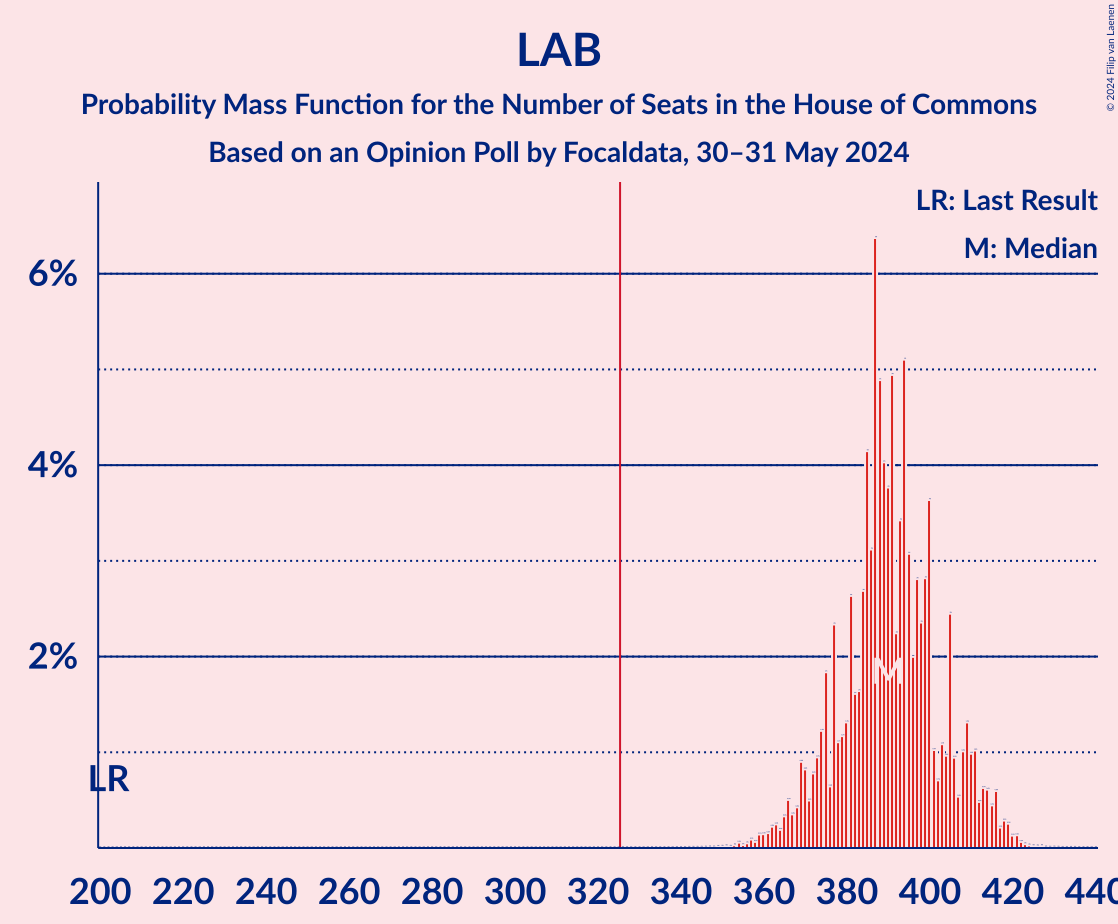 LAB
Probability Mass Function for the Number of Seats in the House of Commons
Based on an Opinion Poll by Focaldata, 30–31 May 2024
© 2024 Filip van Laenen
LR: Last Result
M: Median
6%
4%
2%
M
LR
200 220 240 260 280 300 320 340 360 380 400 420 440